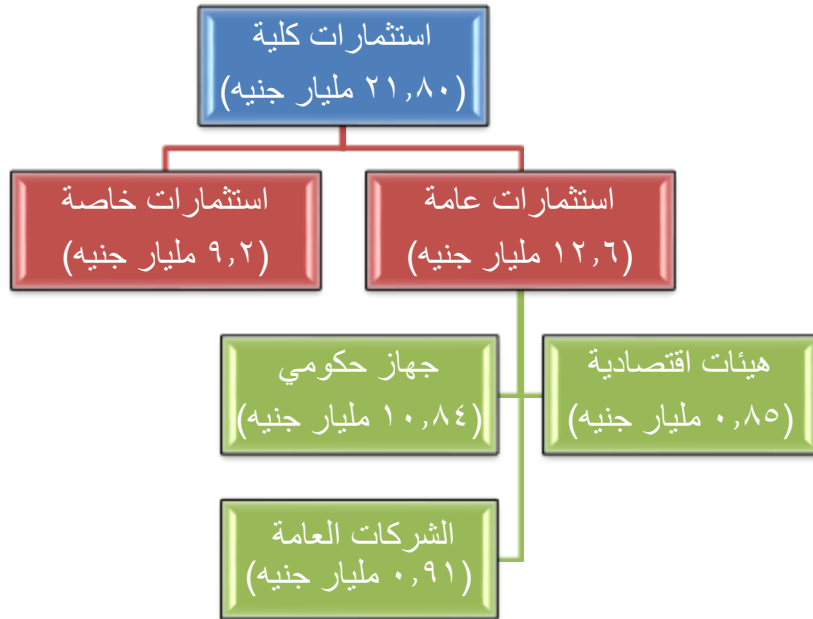 استثمارات كلية
(٢١,٨٠ مليار جنيه)
استثمارات عامة
(١٢,٦ مليار جنيه)
استثمارات خاصة
(٩,٢ مليار جنيه)
هيئات اقتصادية
(٠,٨٥ مليار جنيه)
جهاز حكومي
(١٠,٨٤ مليار جنيه)
الشركات العامة
(٠,٩١ مليار جنيه)